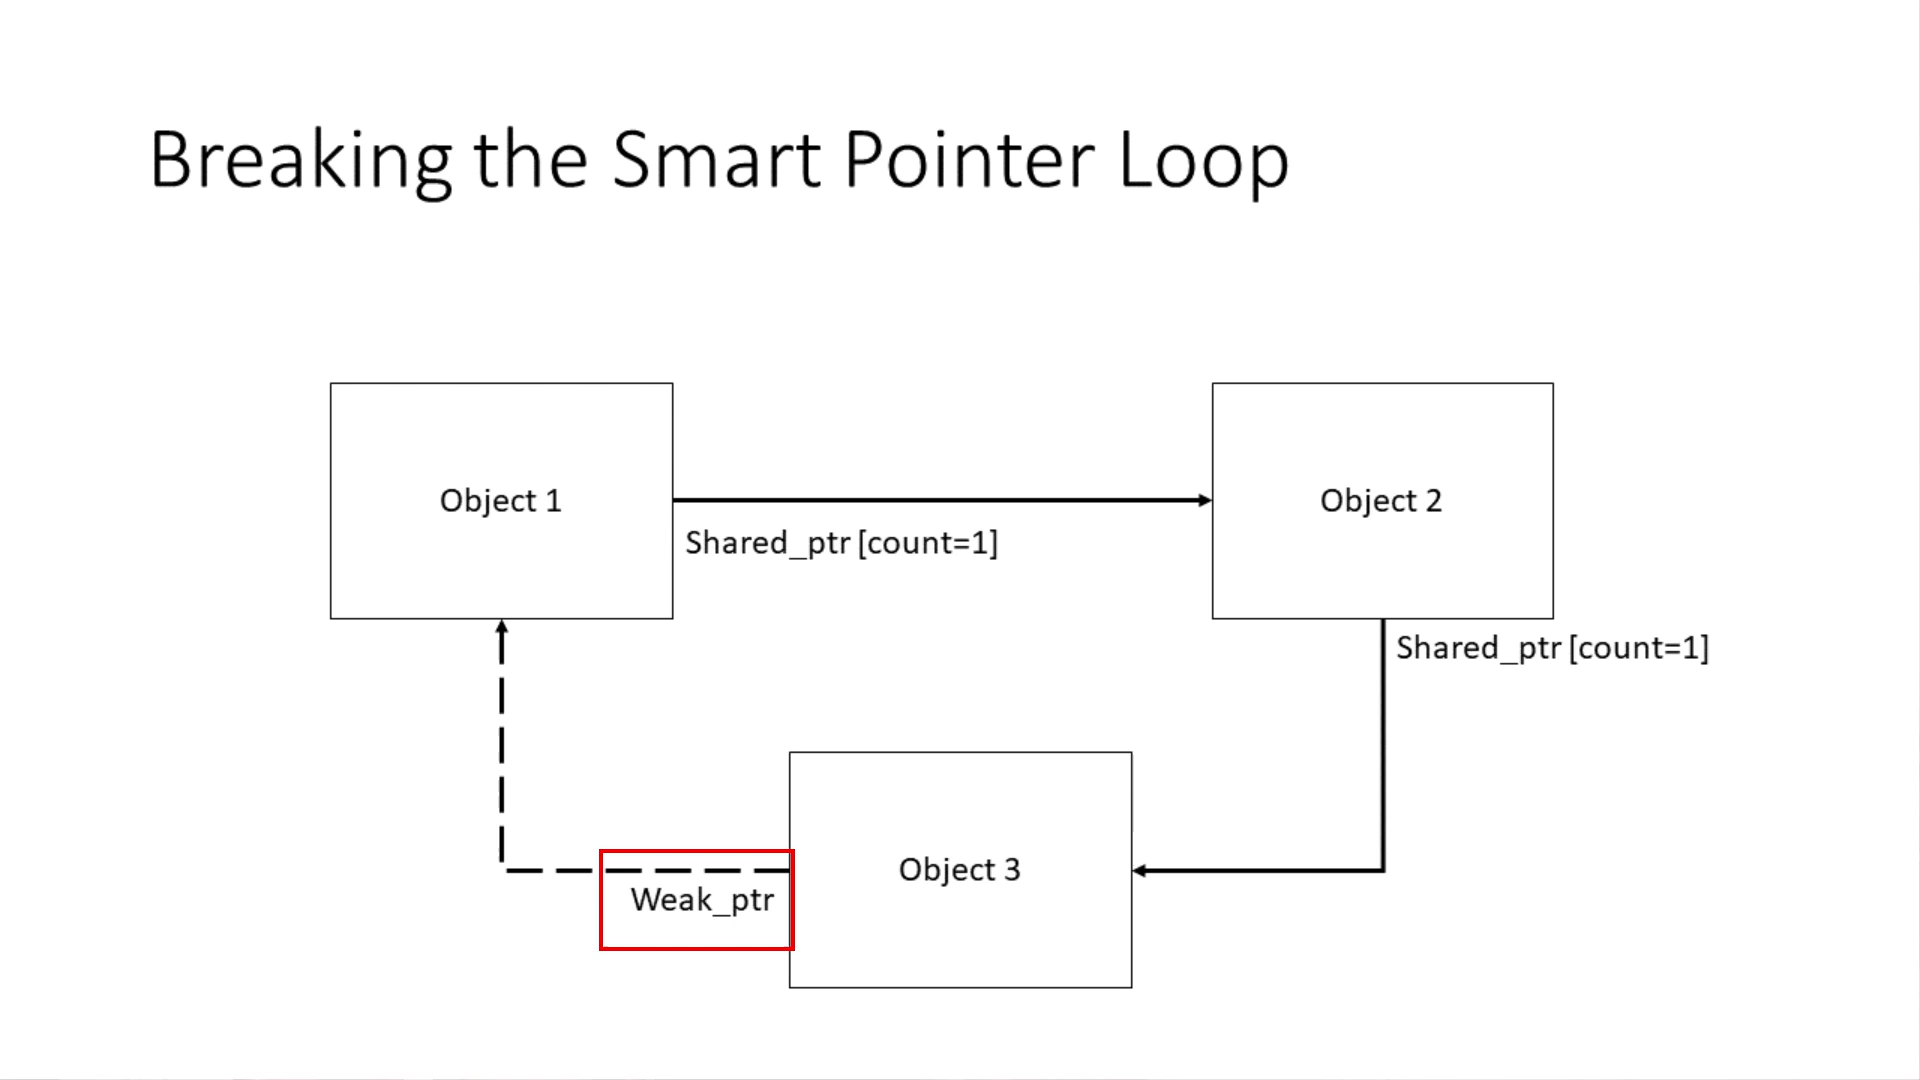 Breaking the Smart Pointer Loop
Object 1
Object 2
Shared_ptr [count=1]
Shared_ptr [count=1]
Object 3
Weak_ptr